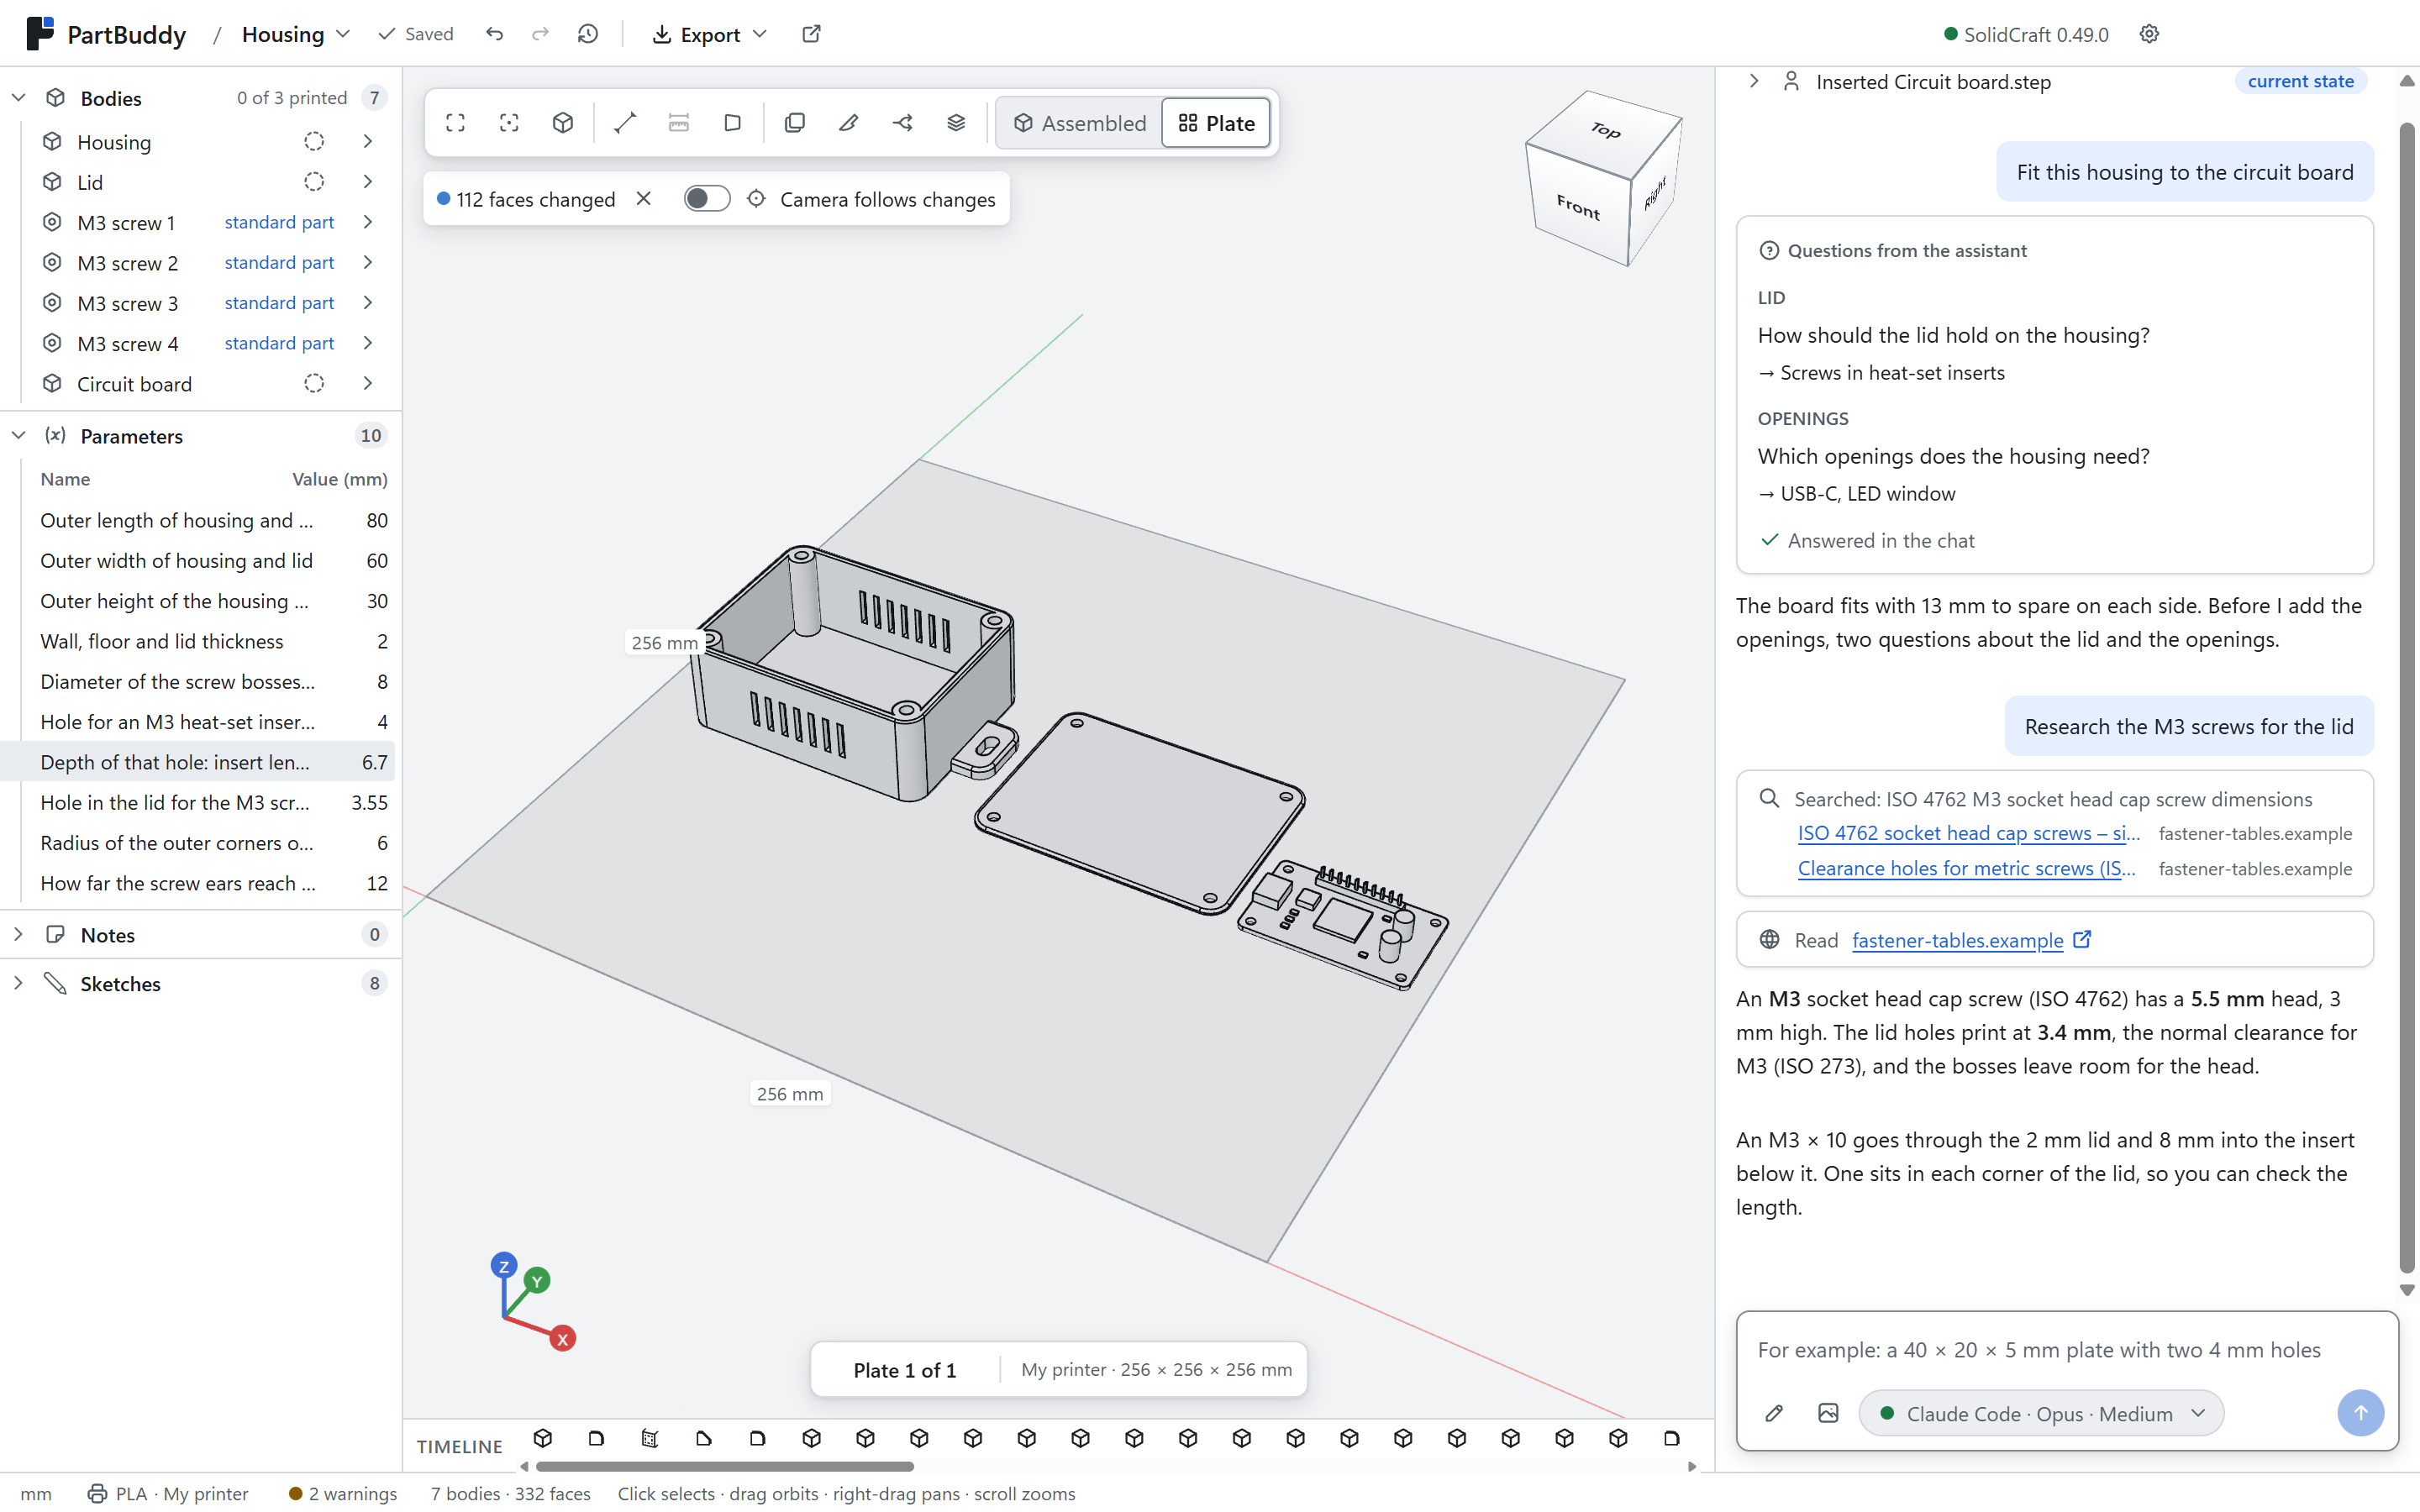 PartBuddy / Housing Saved Export SolidCraft 0.49.0
Bodies 0 of 3 printed 7
Housing
Lid
M3 screw 1 standard part
M3 screw 2 standard part
M3 screw 3 standard part
M3 screw 4 standard part
Circuit board
Parameters 10
Name Value (mm)
Outer length of housing and ... 80
Outer width of housing and lid 60
Outer height of the housing ... 30
Wall, floor and lid thickness 2
Diameter of the screw bosses... 8
Hole for an M3 heat-set inser... 4
Depth of that hole: insert len... 6.7
Hole in the lid for the M3 scr... 3.55
Radius of the outer corners o... 6
How far the screw ears reach ... 12
Notes 0
Sketches 8
Assembled Plate
112 faces changed Camera follows changes
Top
Front
Right
256 mm
256 mm
Z
Y
X
Plate 1 of 1 My printer · 256 × 256 × 256 mm
TIMELINE
Inserted Circuit board.step current state
Fit this housing to the circuit board
Questions from the assistant
LID
How should the lid hold on the housing?
→ Screws in heat-set inserts
OPENINGS
Which openings does the housing need?
→ USB-C, LED window
Answered in the chat
The board fits with 13 mm to spare on each side. Before I add the
openings, two questions about the lid and the openings.
Research the M3 screws for the lid
Searched: ISO 4762 M3 socket head cap screw dimensions
ISO 4762 socket head cap screws – si... fastener-tables.example
Clearance holes for metric screws (IS... fastener-tables.example
Read fastener-tables.example
An M3 socket head cap screw (ISO 4762) has a 5.5 mm head, 3
mm high. The lid holes print at 3.4 mm, the normal clearance for
M3 (ISO 273), and the bosses leave room for the head.
An M3 × 10 goes through the 2 mm lid and 8 mm into the insert
below it. One sits in each corner of the lid, so you can check the
length.
For example: a 40 × 20 × 5 mm plate with two 4 mm holes
Claude Code · Opus · Medium
mm PLA · My printer 2 warnings 7 bodies · 332 faces Click selects · drag orbits · right-drag pans · scroll zooms